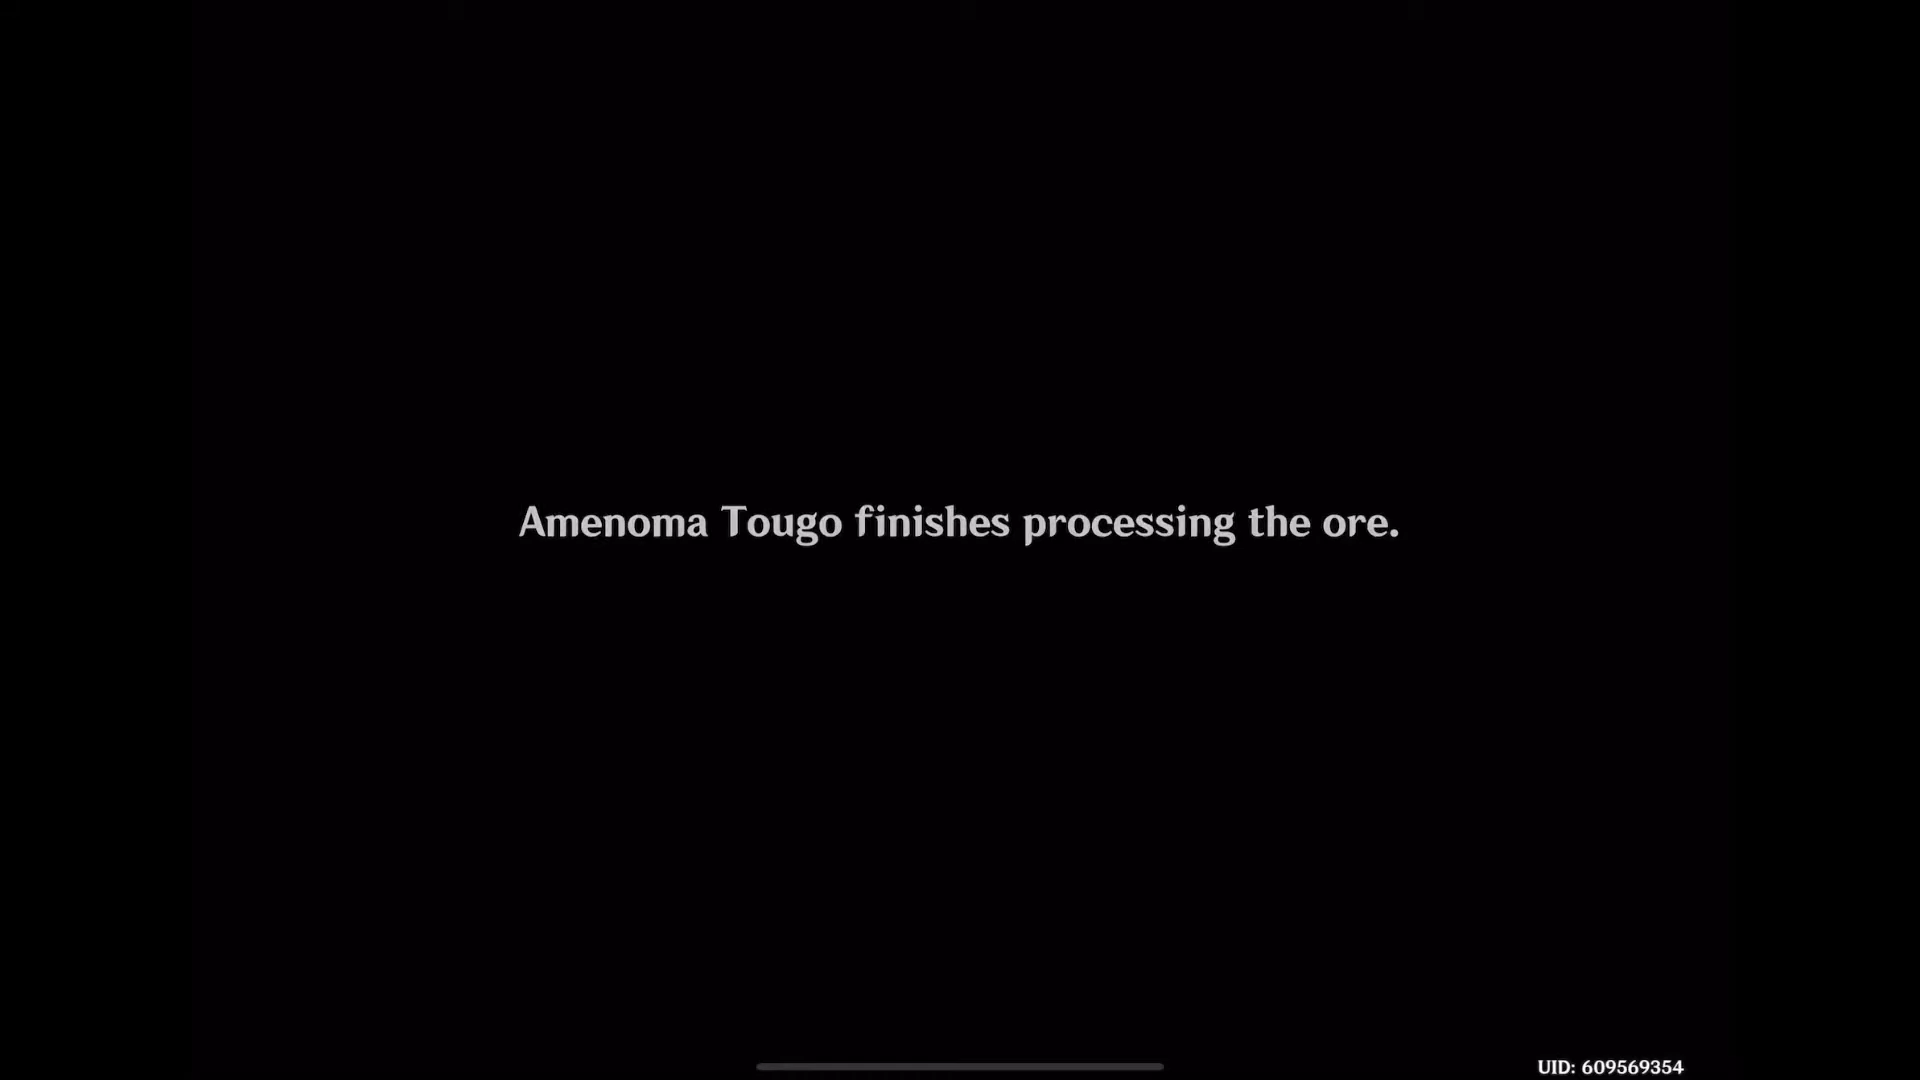 Amenoma Tougo finishes processing the ore.
UID: 609569354